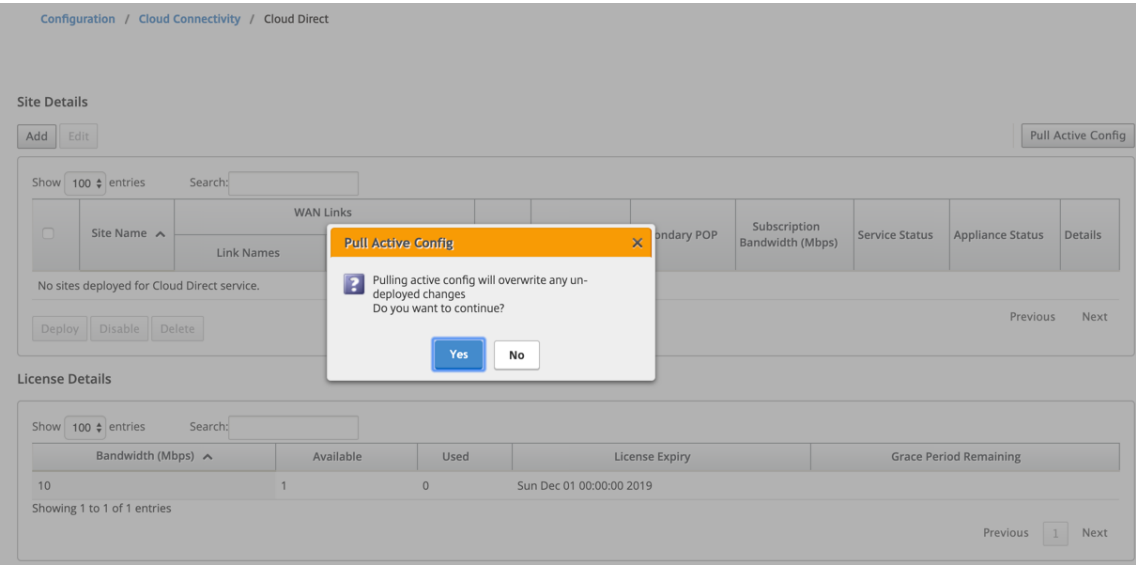 Configuration / Cloud Connectivity / Cloud Direct
Site Details
Add Edit Pull Active Config
Show 100 entries Search:
Site Name WAN Links Link Names ondary POP Subscription Bandwidth (Mbps) Service Status Appliance Status Details
No sites deployed for Cloud Direct service.
Pull Active Config X
? Pulling active config will overwrite any un-
deployed changes
Do you want to continue?
Yes No
Previous Next
Deploy Disable Delete
License Details
Show 100 entries Search:
Bandwidth (Mbps) Available Used License Expiry Grace Period Remaining
10 1 0 Sun Dec 01 00:00:00 2019
Showing 1 to 1 of 1 entries
Previous 1 Next